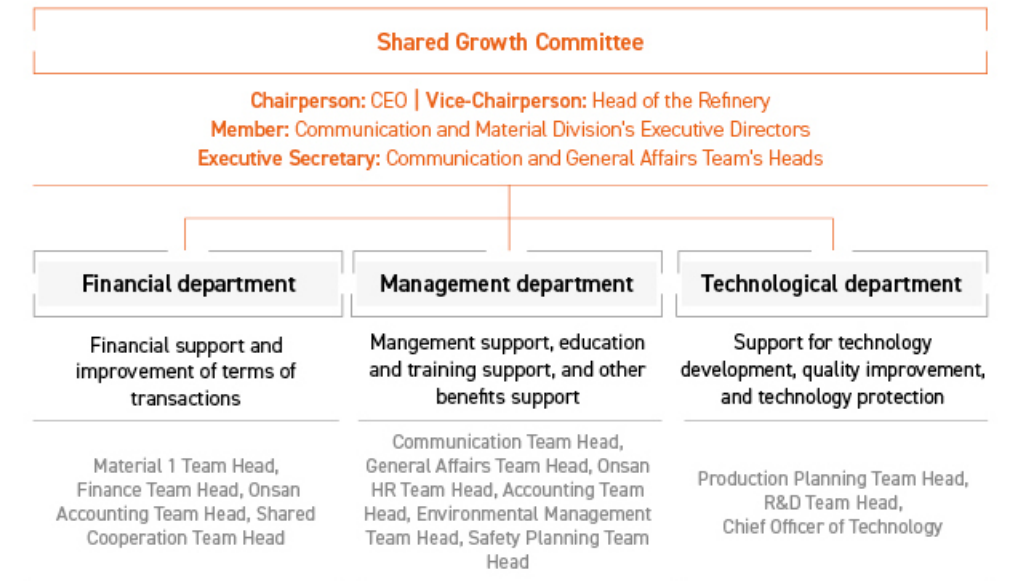 Shared Growth Committee
Chairperson: CEO | Vice-Chairperson: Head of the Refinery
Member: Communication and Material Division's Executive Directors
Executive Secretary: Communication and General Affairs Team's Heads
Financial department
Financial support and
improvement of terms of
transactions
Material 1 Team Head,
Finance Team Head, Onsan
Accounting Team Head, Shared
Cooperation Team Head
Management department
Mangement support, education
and training support, and other
benefits support
Communication Team Head,
General Affairs Team Head, Onsan
HR Team Head, Accounting Team
Head, Environmental Management
Team Head, Safety Planning Team
Head
Technological department
Support for technology
development, quality improvement,
and technology protection
Production Planning Team Head,
R&D Team Head,
Chief Officer of Technology